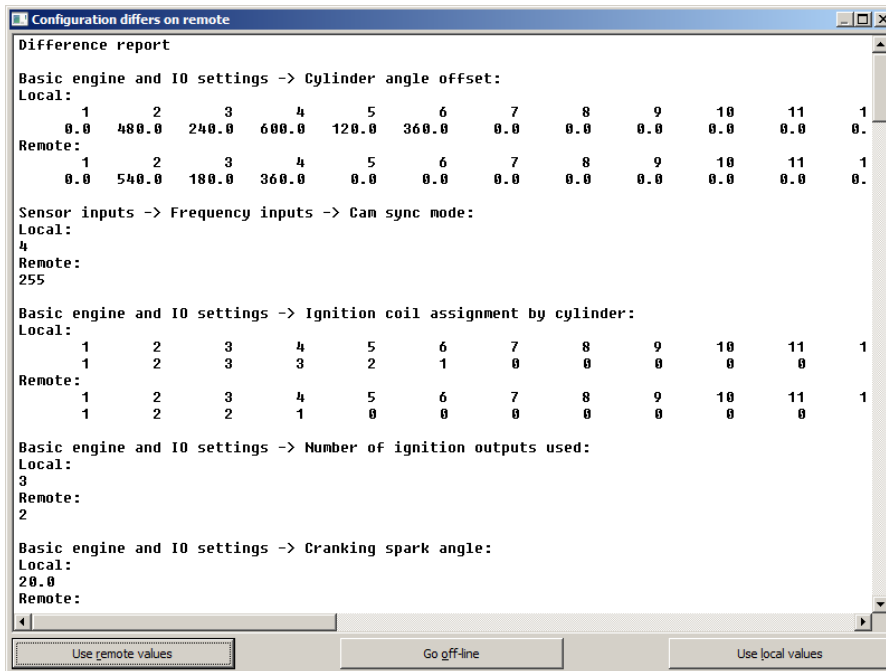 Configuration differs on remote
Difference report
Basic engine and IO settings -> Cylinder angle offset:
Local:
1 2 3 4 5 6 7 8 9 10 11 1
0.0 480.0 240.0 600.0 120.0 360.0 0.0 0.0 0.0 0.0 0.0 0.
Remote:
1 2 3 4 5 6 7 8 9 10 11 1
0.0 540.0 180.0 360.0 0.0 0.0 0.0 0.0 0.0 0.0 0.0 0.
Sensor inputs -> Frequency inputs -> Cam sync mode:
Local:
4
Remote:
255
Basic engine and IO settings -> Ignition coil assignment by cylinder:
Local:
1 2 3 4 5 6 7 8 9 10 11 1
1 2 3 3 2 1 0 0 0 0 0
Remote:
1 2 3 4 5 6 7 8 9 10 11 1
1 2 2 1 0 0 0 0 0 0 0
Basic engine and IO settings -> Number of ignition outputs used:
Local:
3
Remote:
2
Basic engine and IO settings -> Cranking spark angle:
Local:
20.0
Remote:
Use remote values Go off-line Use local values